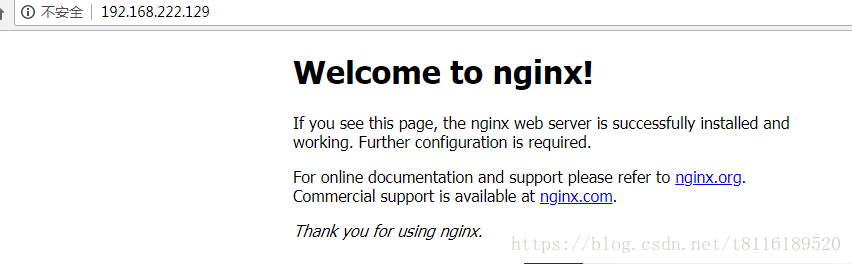 不安全 192.168.222.129
Welcome to nginx!
If you see this page, the nginx web server is successfully installed and
working. Further configuration is required.
For online documentation and support please refer to nginx.org.
Commercial support is available at nginx.com.
Thank you for using nginx.
https://blog.csdn.net/t8116189520